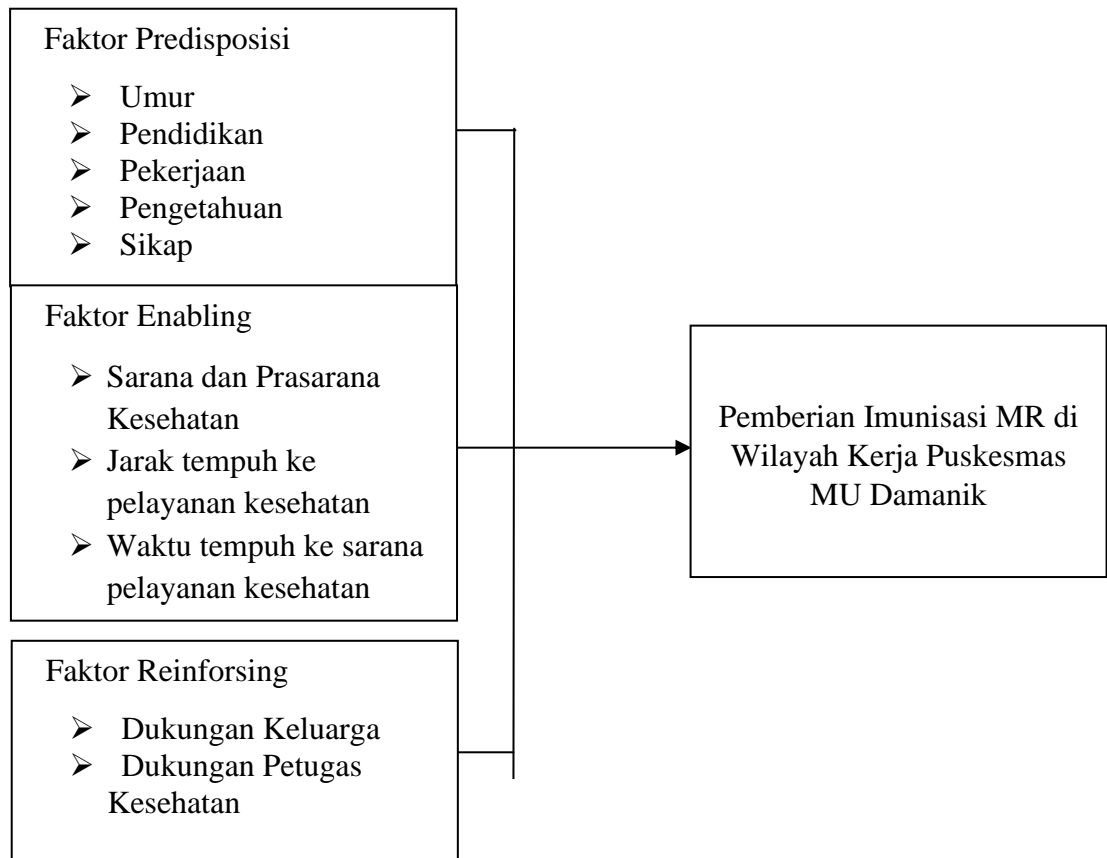 Faktor Predisposisi
➢ Umur
➢ Pendidikan
➢ Pekerjaan
➢ Pengetahuan
➢ Sikap
Faktor Enabling
➢ Sarana dan Prasarana
Kesehatan
➢ Jarak tempuh ke
pelayanan kesehatan
➢ Waktu tempuh ke sarana
pelayanan kesehatan
Faktor Reinforsing
➢ Dukungan Keluarga
➢ Dukungan Petugas
Kesehatan
Pemberian Imunisasi MR di
Wilayah Kerja Puskesmas
MU Damanik